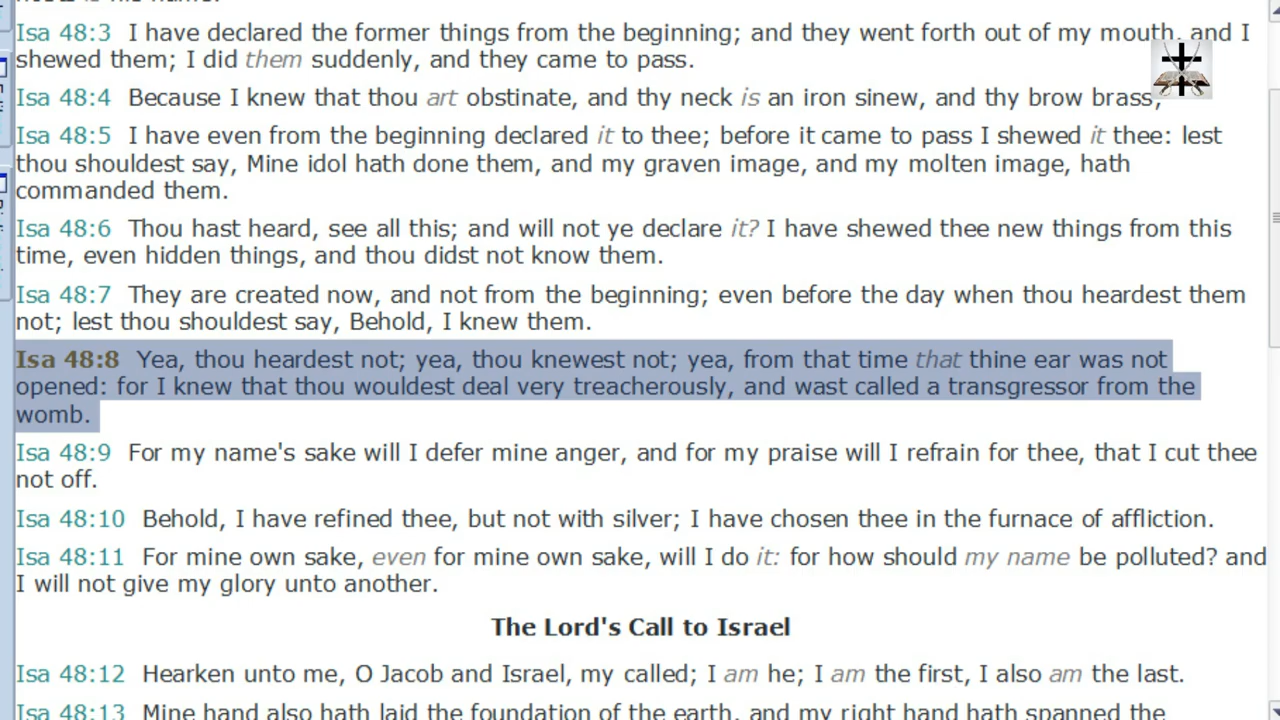 Isa 48:3 I have declared the former things from the beginning; and they went forth out of my mouth, and I
shewed them; I did them suddenly, and they came to pass.
Isa 48:4 Because I knew that thou art obstinate, and thy neck is an iron sinew, and thy brow brass;
Isa 48:5 I have even from the beginning declared it to thee; before it came to pass I shewed it thee: lest
thou shouldest say, Mine idol hath done them, and my graven image, and my molten image, hath
commanded them.
Isa 48:6 Thou hast heard, see all this; and will not ye declare it? I have shewed thee new things from this
time, even hidden things, and thou didst not know them.
Isa 48:7 They are created now, and not from the beginning; even before the day when thou heardest them
not; lest thou shouldest say, Behold, I knew them.
Isa 48:8 Yea, thou heardest not; yea, thou knewest not; yea, from that time that thine ear was not
opened: for I knew that thou wouldest deal very treacherously, and wast called a transgressor from the
womb.
Isa 48:9 For my name's sake will I defer mine anger, and for my praise will I refrain for thee, that I cut thee
not off.
Isa 48:10 Behold, I have refined thee, but not with silver; I have chosen thee in the furnace of affliction.
Isa 48:11 For mine own sake, even for mine own sake, will I do it: for how should my name be polluted? and
I will not give my glory unto another.
The Lord's Call to Israel
Isa 48:12 Hearken unto me, O Jacob and Israel, my called; I am he; I am the first, I also am the last.
Isa 48:13 Mine hand also hath laid the foundation of the earth, and my right hand hath spanned the